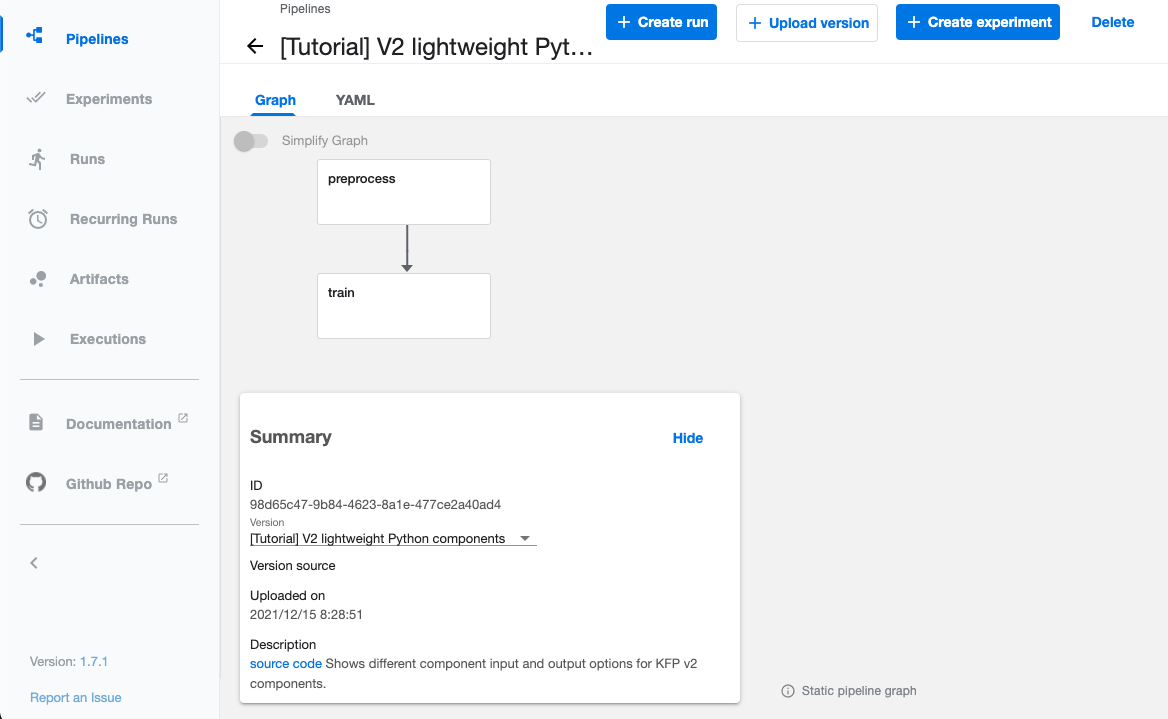 Pipelines
Experiments
Runs
Recurring Runs
Artifacts
Executions
Documentation
Github Repo
Version: 1.7.1
Report an Issue
Pipelines
[Tutorial] V2 lightweight Pyt...
+ Create run
+ Upload version
+ Create experiment
Delete
Graph
YAML
Simplify Graph
preprocess
train
Summary
Hide
ID
98d65c47-9b84-4623-8a1e-477ce2a40ad4
Version
[Tutorial] V2 lightweight Python components
Version source
Uploaded on
2021/12/15 8:28:51
Description
source code Shows different component input and output options for KFP v2
components.
Static pipeline graph